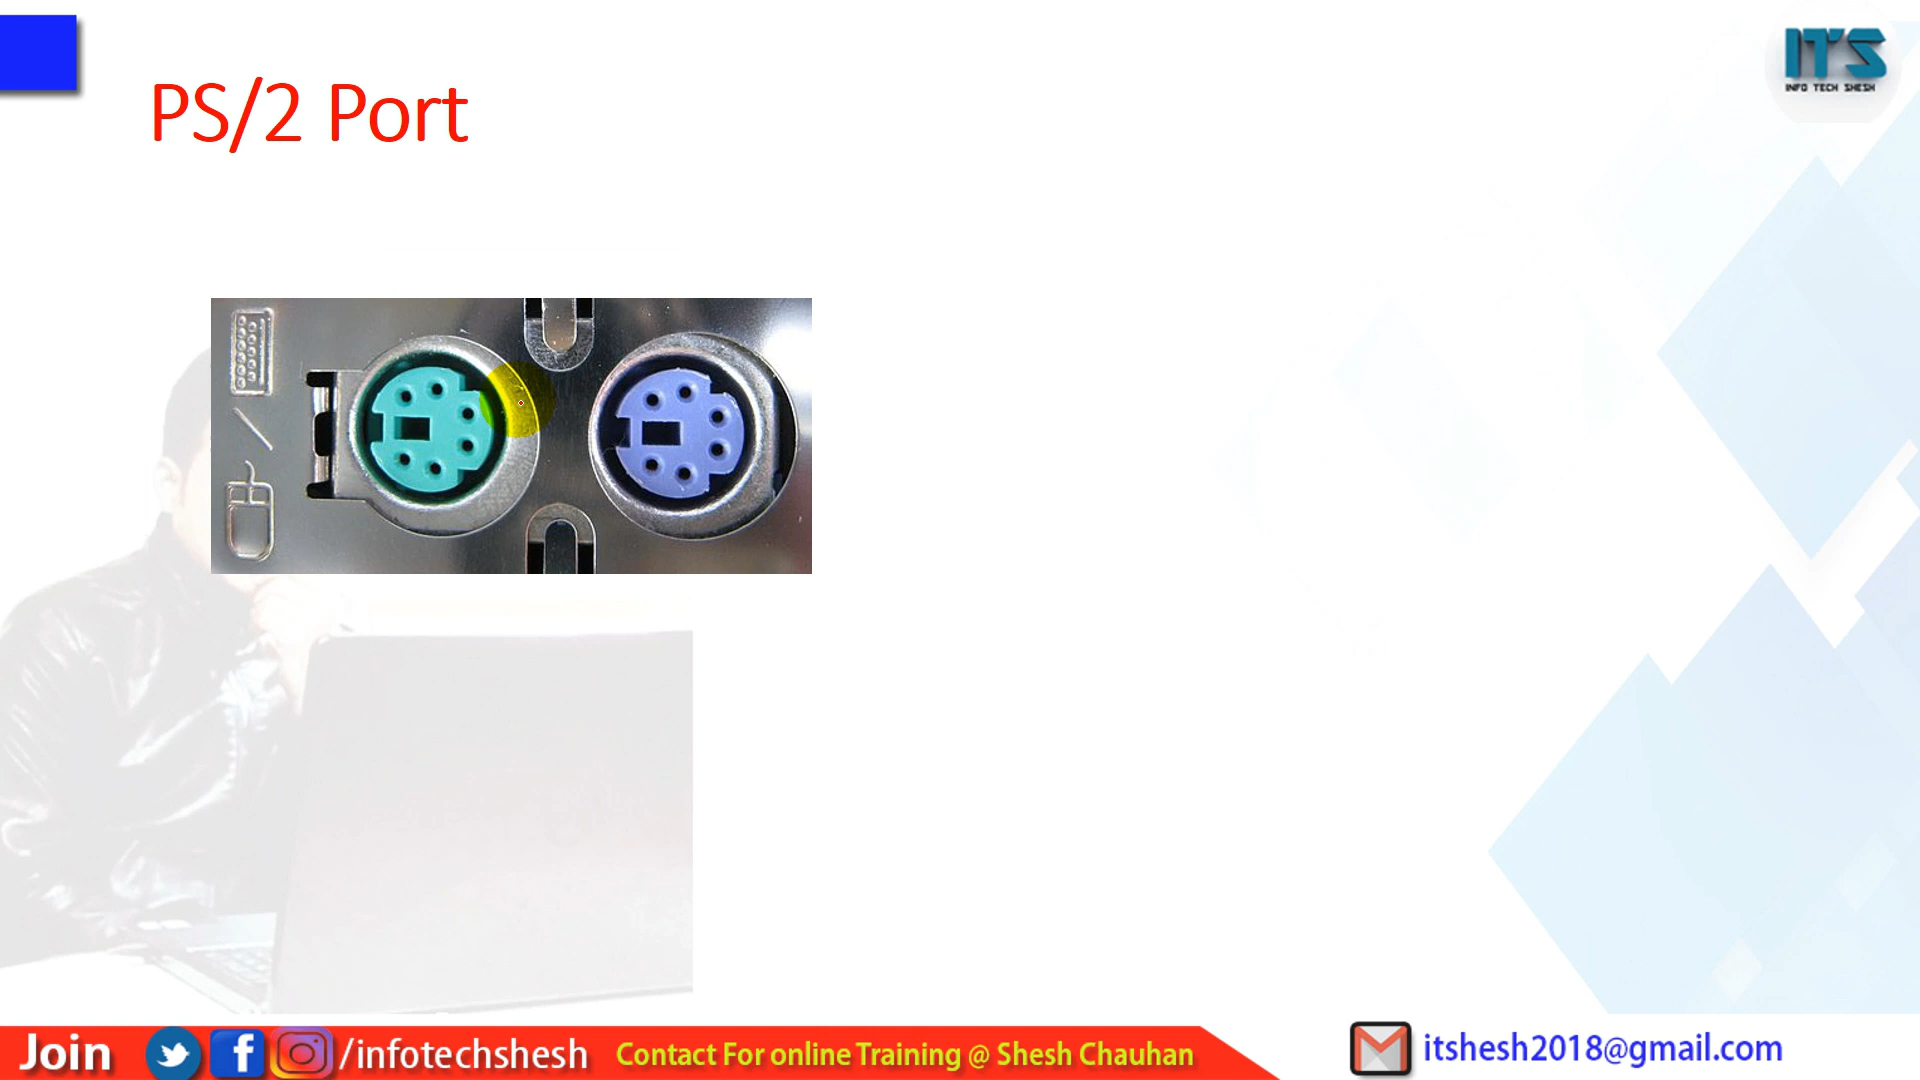 IT'S
INFO TECH SHESH
PS/2 Port
Join /infotechshesh Contact For online Training @ Shesh Chauhan
itshesh2018@gmail.com